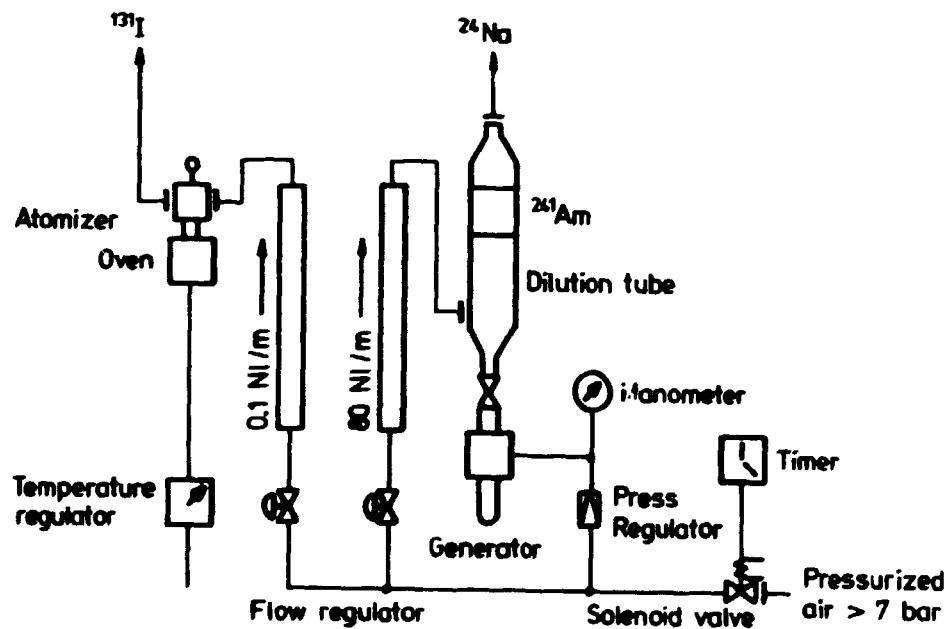 131I
24Na
Atomizer
Oven
241Am
Dilution tube
0.1 Nl/m
80 Nl/m
Manometer
Timer
Temperature
regulator
Press
Regulator
Generator
Flow regulator
Solenoid valve
Pressurized
air > 7 bar